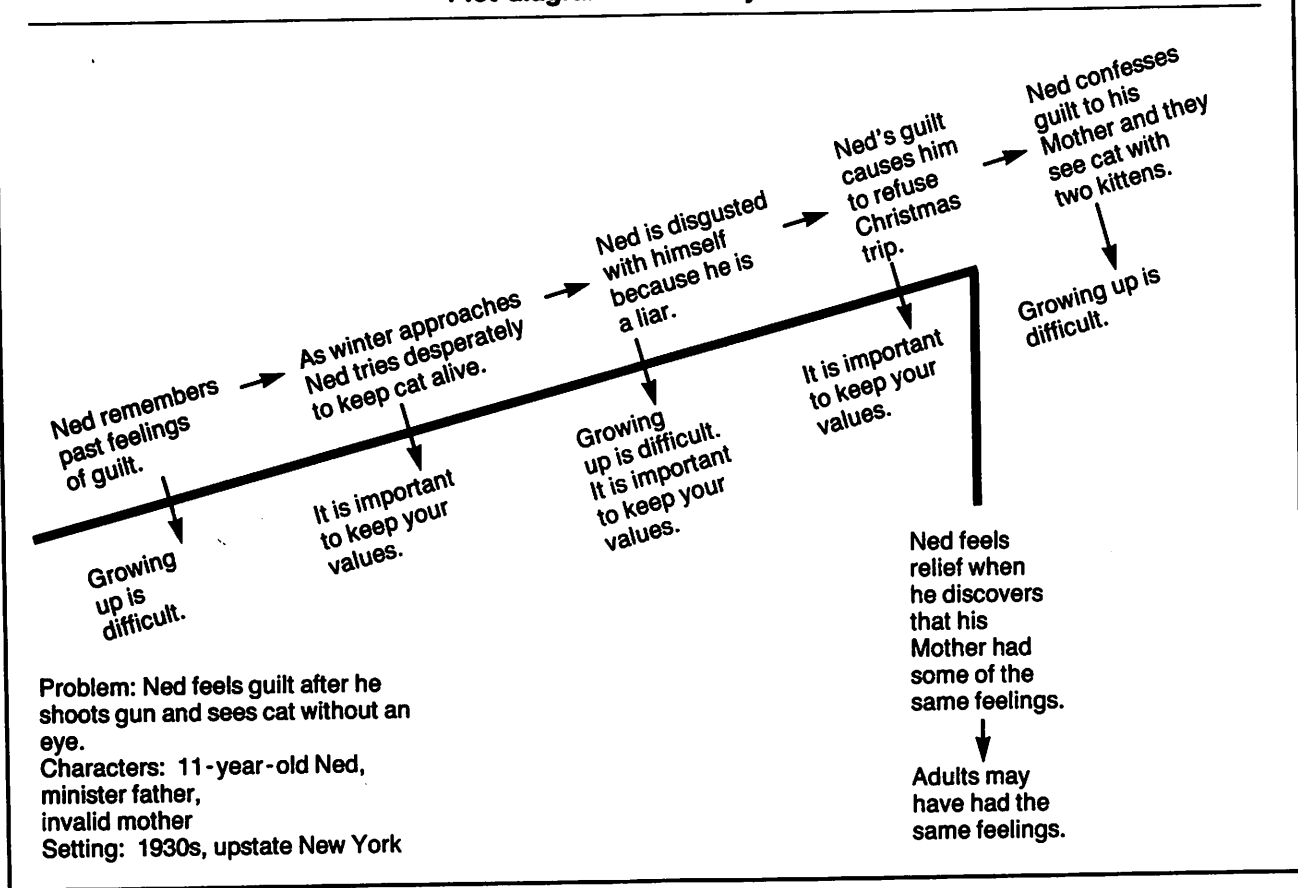 Ned remembers
past feelings
of guilt.
Growing
up is
difficult.
As winter approaches
Ned tries desperately
to keep cat alive.
It is important
to keep your
values.
Ned is disgusted
with himself
because he is
a liar.
Growing
up is difficult.
It is important
to keep your
values.
Ned's guilt
causes him
to refuse
Christmas
trip.
It is important
to keep your
values.
Ned confesses
guilt to his
Mother and they
see cat with
two kittens.
Growing up is
difficult.
Ned feels
relief when
he discovers
that his
Mother had
some of the
same feelings.
Adults may
have had the
same feelings.
Problem: Ned feels guilt after he
shoots gun and sees cat without an
eye.
Characters: 11-year-old Ned,
minister father,
invalid mother
Setting: 1930s, upstate New York